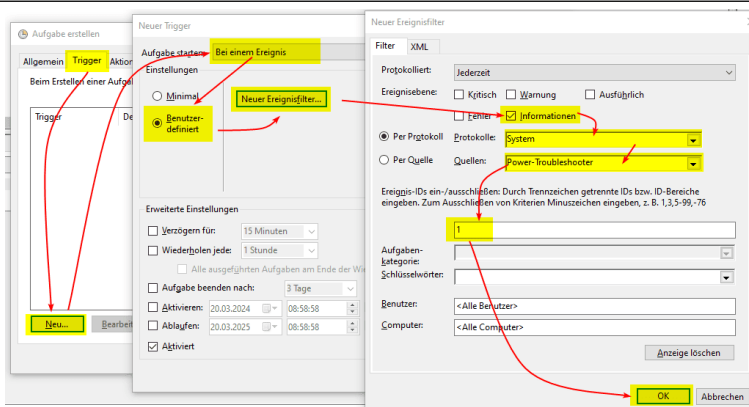 Aufgabe erstellen
Allgemein Trigger Aktion
Beim Erstellen einer Aufga
Trigger De
Neu... Bearbeit
Neuer Trigger
Aufgabe starten: Bei einem Ereignis
Einstellungen
Minimal
Benutzer-
definiert
Neuer Ereignisfilter...
Erweiterte Einstellungen
Verzögern für: 15 Minuten
Wiederholen jede: 1 Stunde
Alle ausgeführten Aufgaben am Ende der Wie
Aufgabe beenden nach: 3 Tage
Aktivieren: 20.03.2024 08:58:58
Ablaufen: 20.03.2025 08:58:58
Aktiviert
Neuer Ereignisfilter
Filter XML
Protokolliert: Jederzeit
Ereignisebene: Kritisch Warnung Ausführlich
Fehler Informationen
Per Protokoll Protokolle: System
Per Quelle Quellen: Power-Troubleshooter
Ereignis-IDs ein-/ausschließen: Durch Trennzeichen getrennte IDs bzw. ID-Bereiche
eingeben. Zum Ausschließen von Kriterien Minuszeichen eingeben, z. B. 1,3,5-99,-76
1
Aufgaben-
kategorie:
Schlüsselwörter:
Benutzer: <Alle Benutzer>
Computer: <Alle Computer>
Anzeige löschen
OK Abbrechen